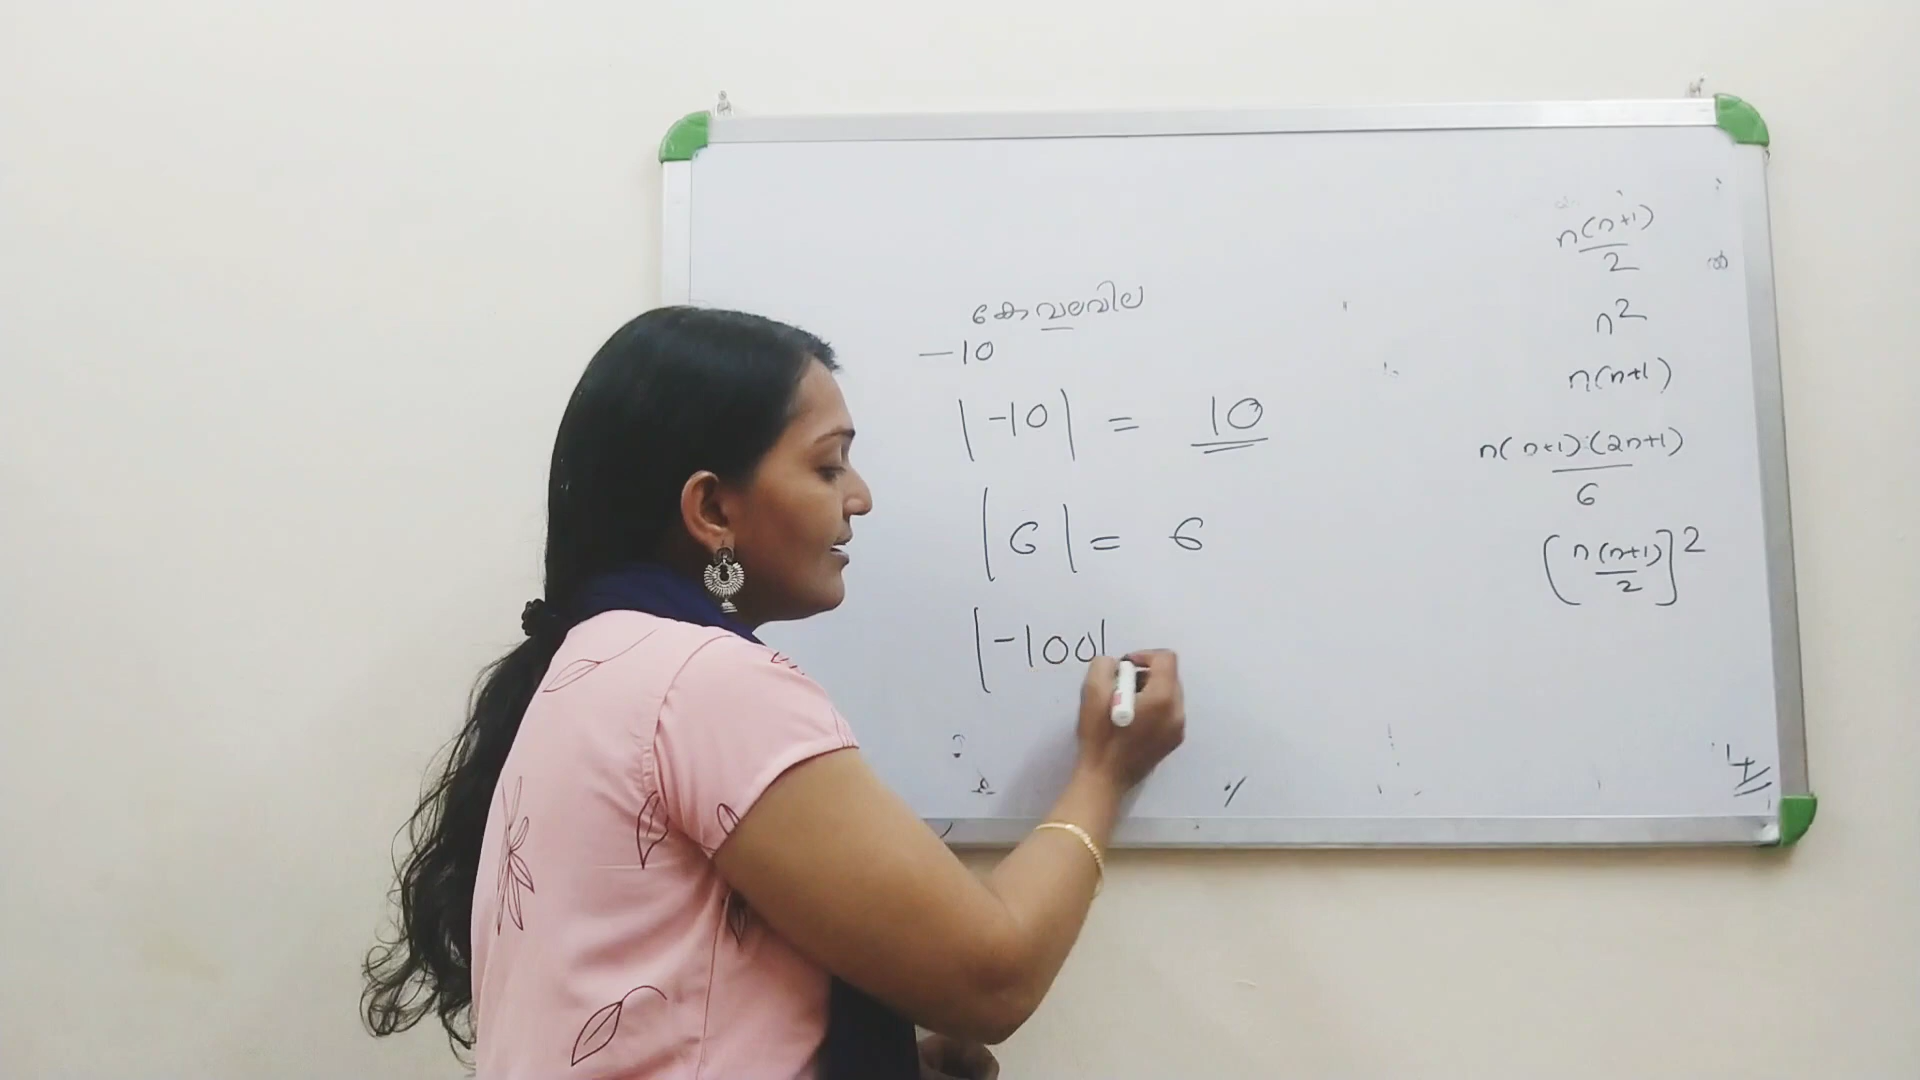 കേവലവില
—10
|-10| = 10
|6| = 6
|-100|
n(n+1)
2
n²
n(n+1)
n(n+1)(2n+1)
6
[n(n+1)
2]²